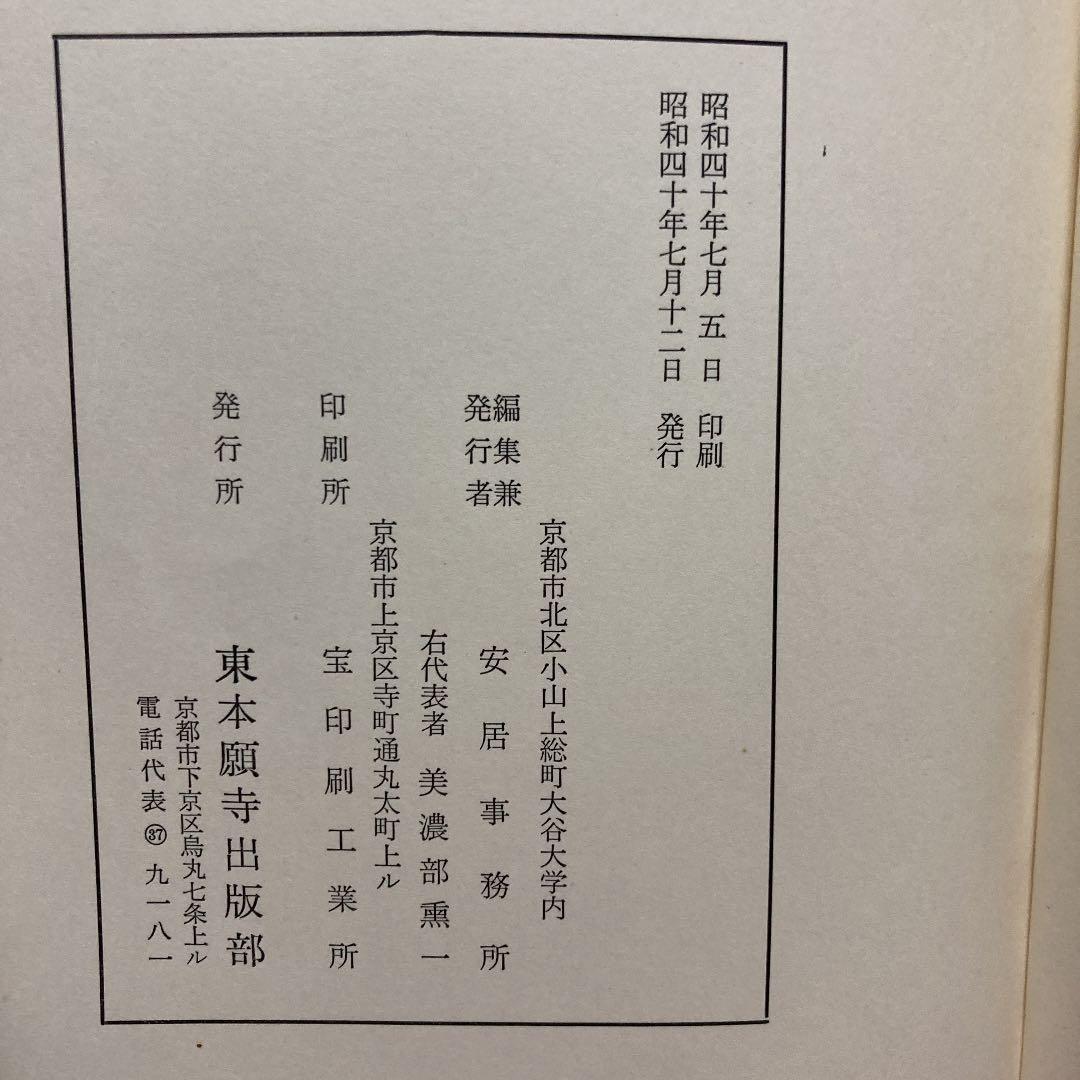 昭和四十年七月五日 印刷
昭和四十年七月十二日 発行
京都市北区小山上総町大谷大学内
編集兼
発行者
安居事務所
右代表者 美濃部薫一
京都市上京区寺町通丸太町上ル
印刷所 宝印刷工業所
発行所 東本願寺出版部
京都市下京区烏丸七条上ル
電話代表㊲九一八一